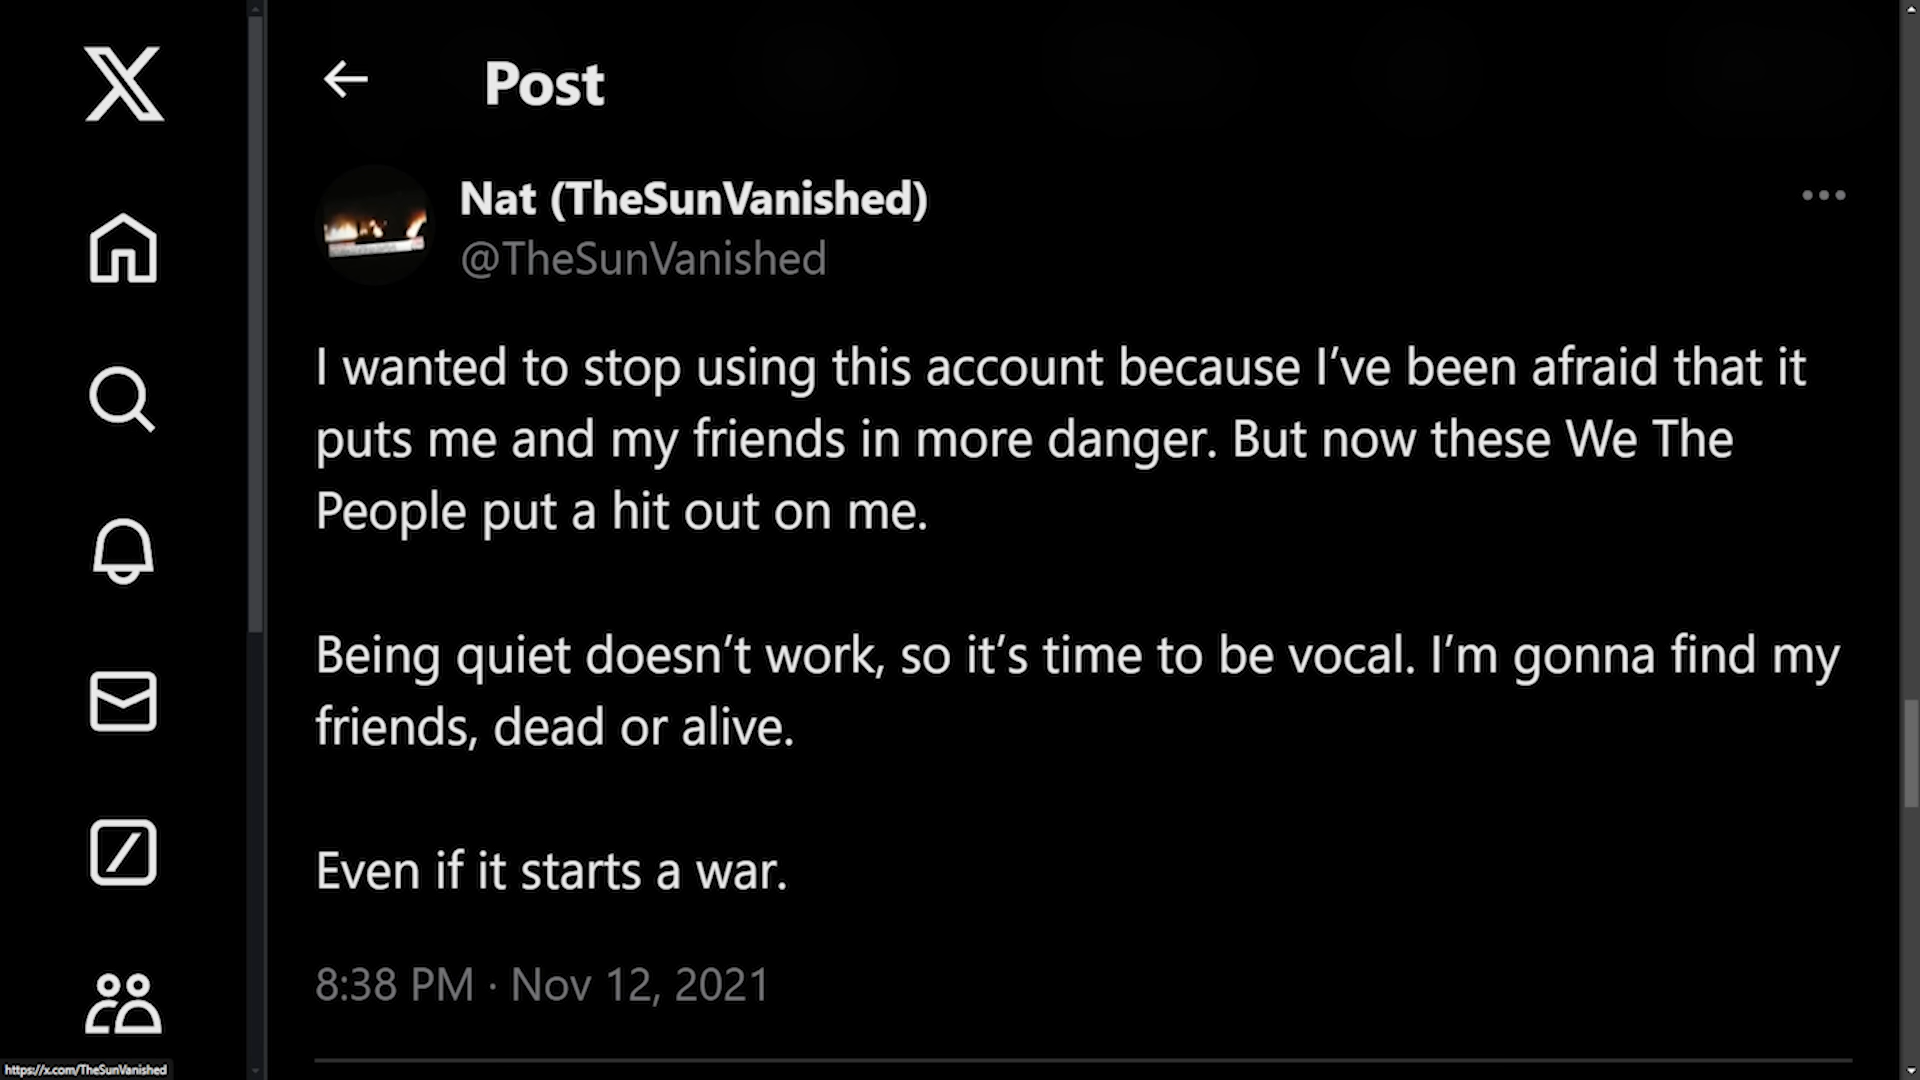 Post
Nat (TheSunVanished)
@TheSunVanished
I wanted to stop using this account because I’ve been afraid that it
puts me and my friends in more danger. But now these We The
People put a hit out on me.
Being quiet doesn’t work, so it’s time to be vocal. I’m gonna find my
friends, dead or alive.
Even if it starts a war.
8:38 PM · Nov 12, 2021
https://x.com/TheSunVanished